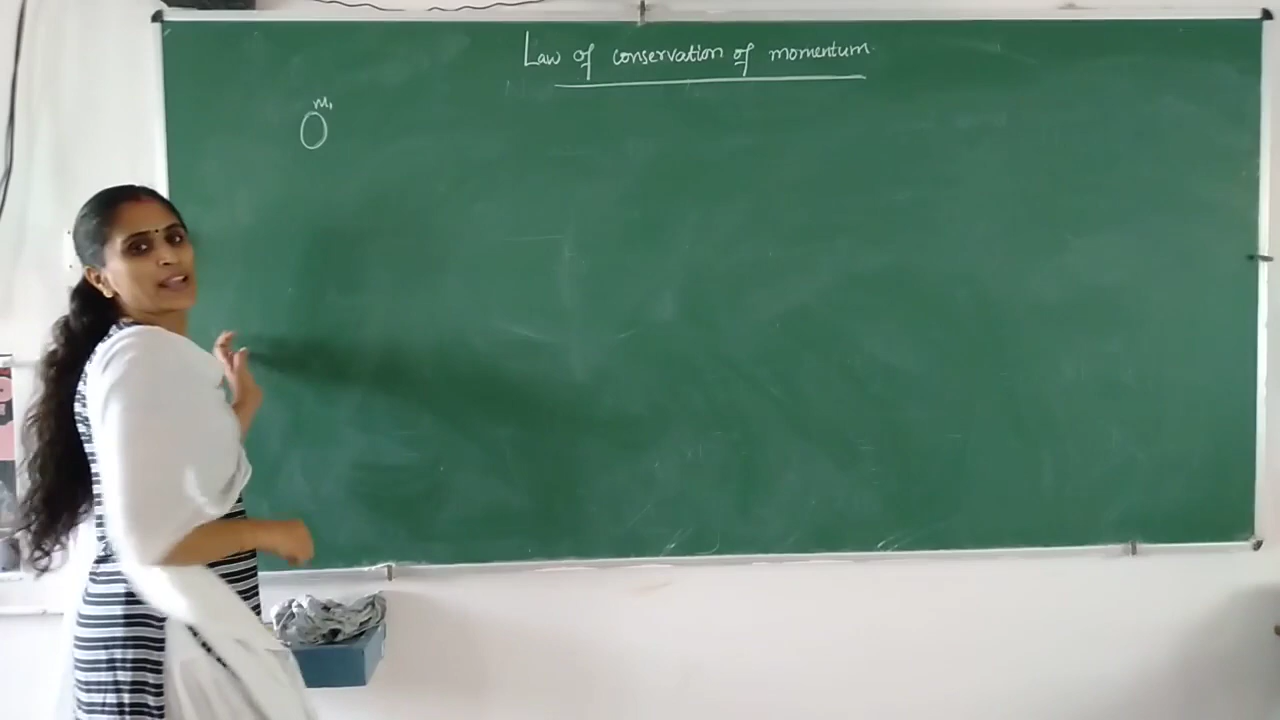 Law of conservation of momentum
m₁